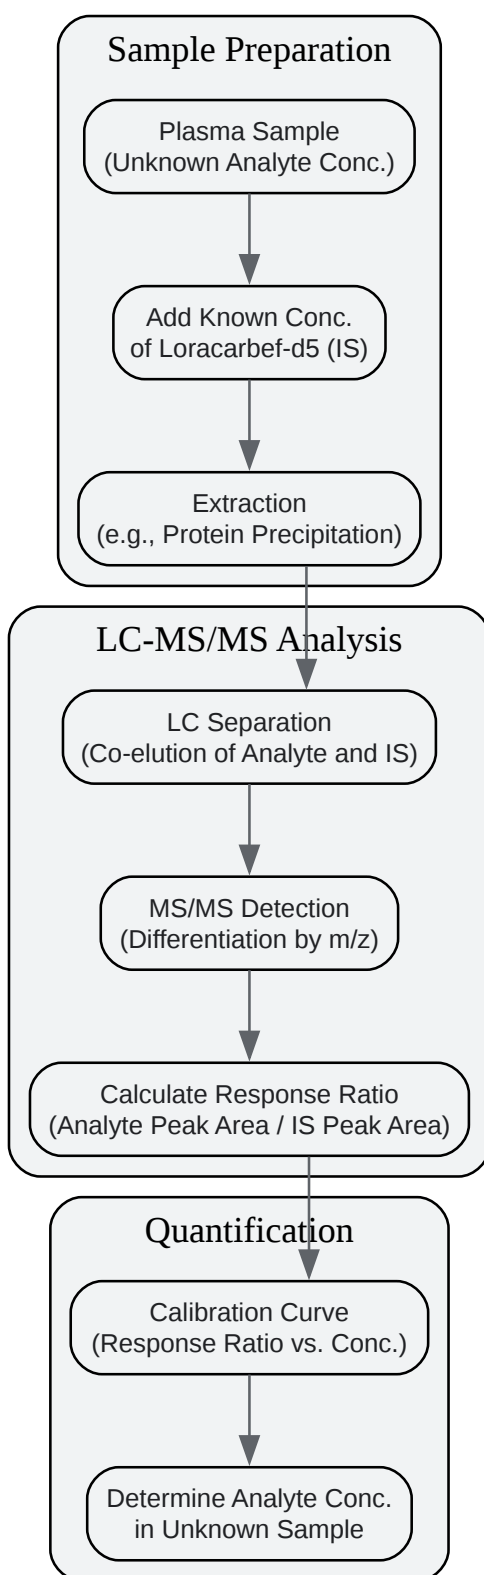 Sample Preparation
Plasma Sample
(Unknown Analyte Conc.)
Add Known Conc.
of Loracarbef-d5 (IS)
Extraction
(e.g., Protein Precipitation)
LC-MS/MS Analysis
LC Separation
(Co-elution of Analyte and IS)
MS/MS Detection
(Differentiation by m/z)
Calculate Response Ratio
(Analyte Peak Area / IS Peak Area)
Quantification
Calibration Curve
(Response Ratio vs. Conc.)
Determine Analyte Conc.
in Unknown Sample